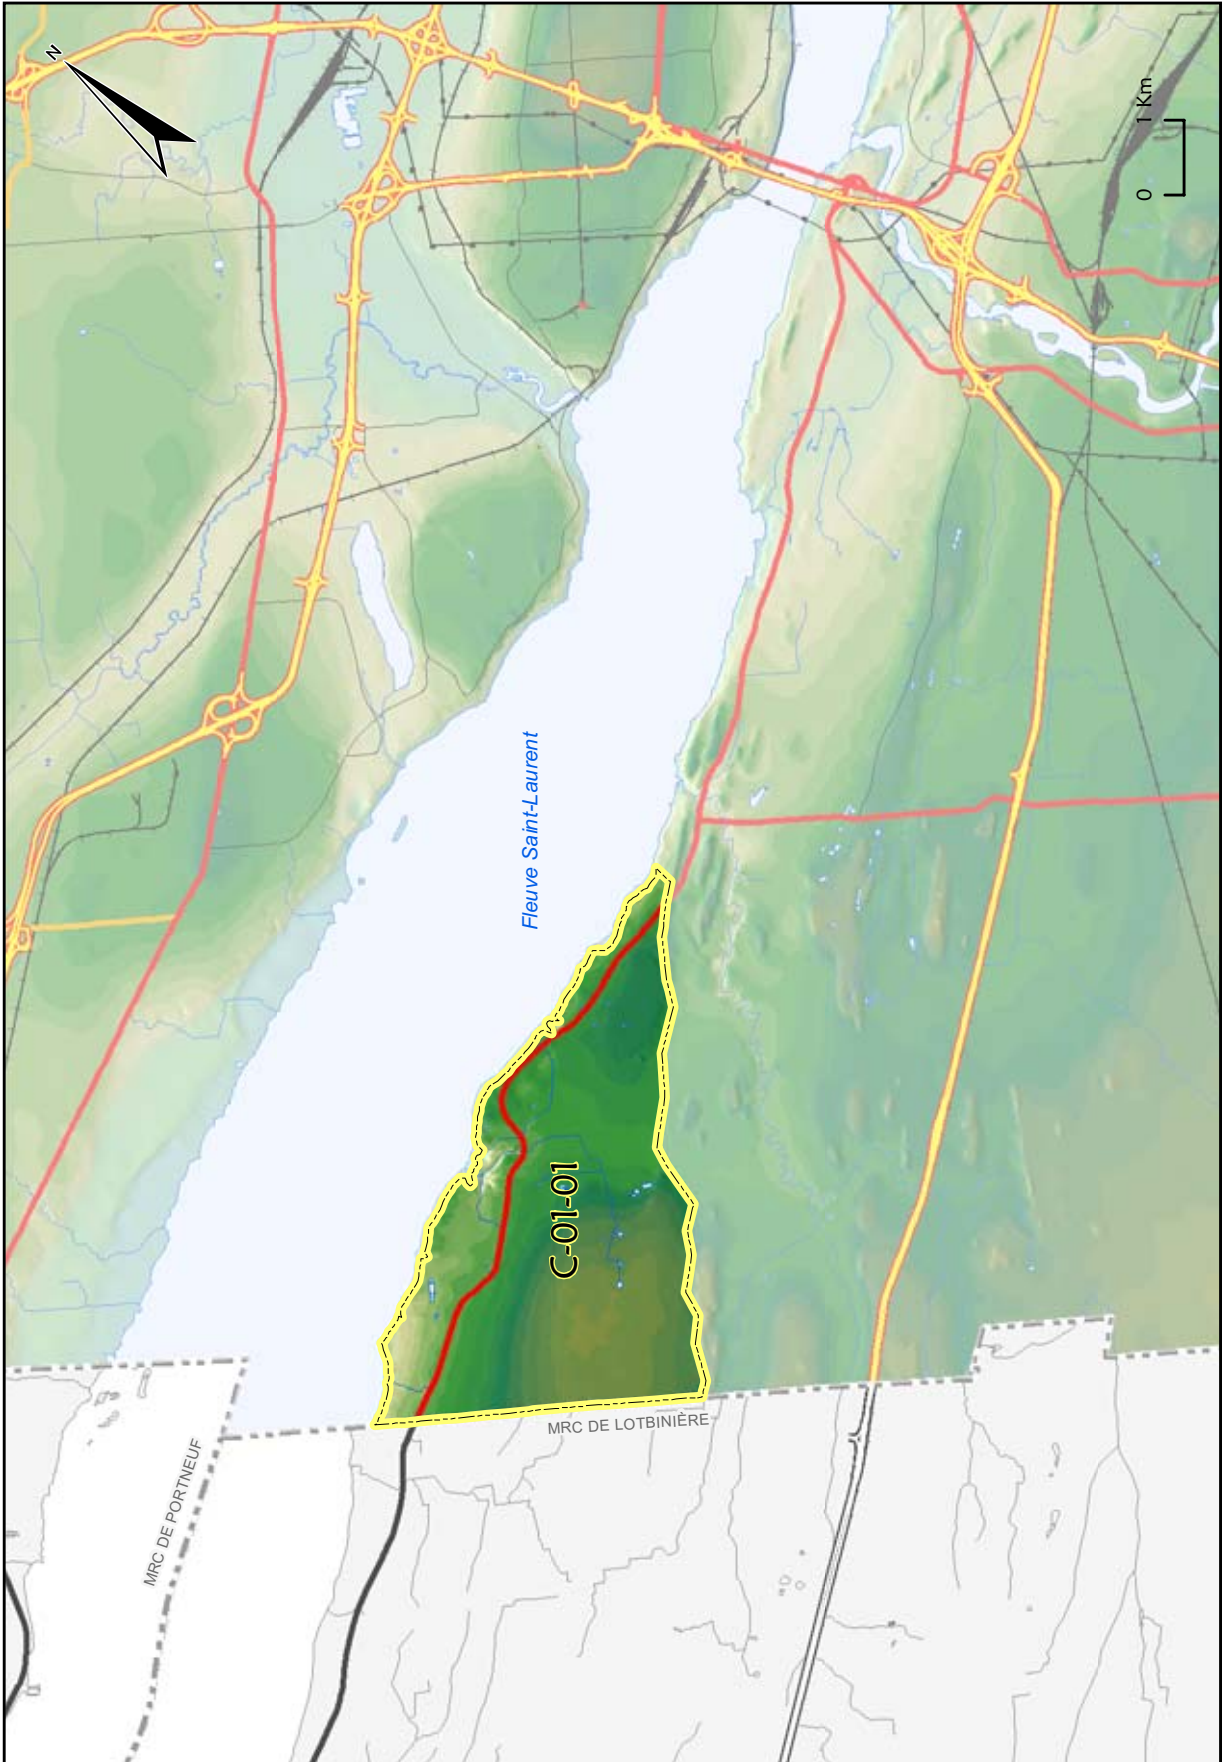 N
0 1 Km
Fleuve Saint-Laurent
C-01-01
MRC DE LOTBINIÈRE
MRC DE PORTNEUF